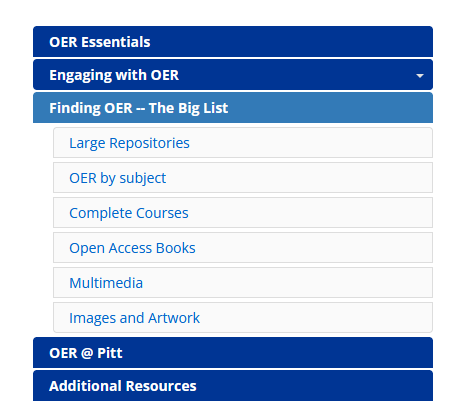 OER Essentials
Engaging with OER
Finding OER -- The Big List
Large Repositories
OER by subject
Complete Courses
Open Access Books
Multimedia
Images and Artwork
OER @ Pitt
Additional Resources